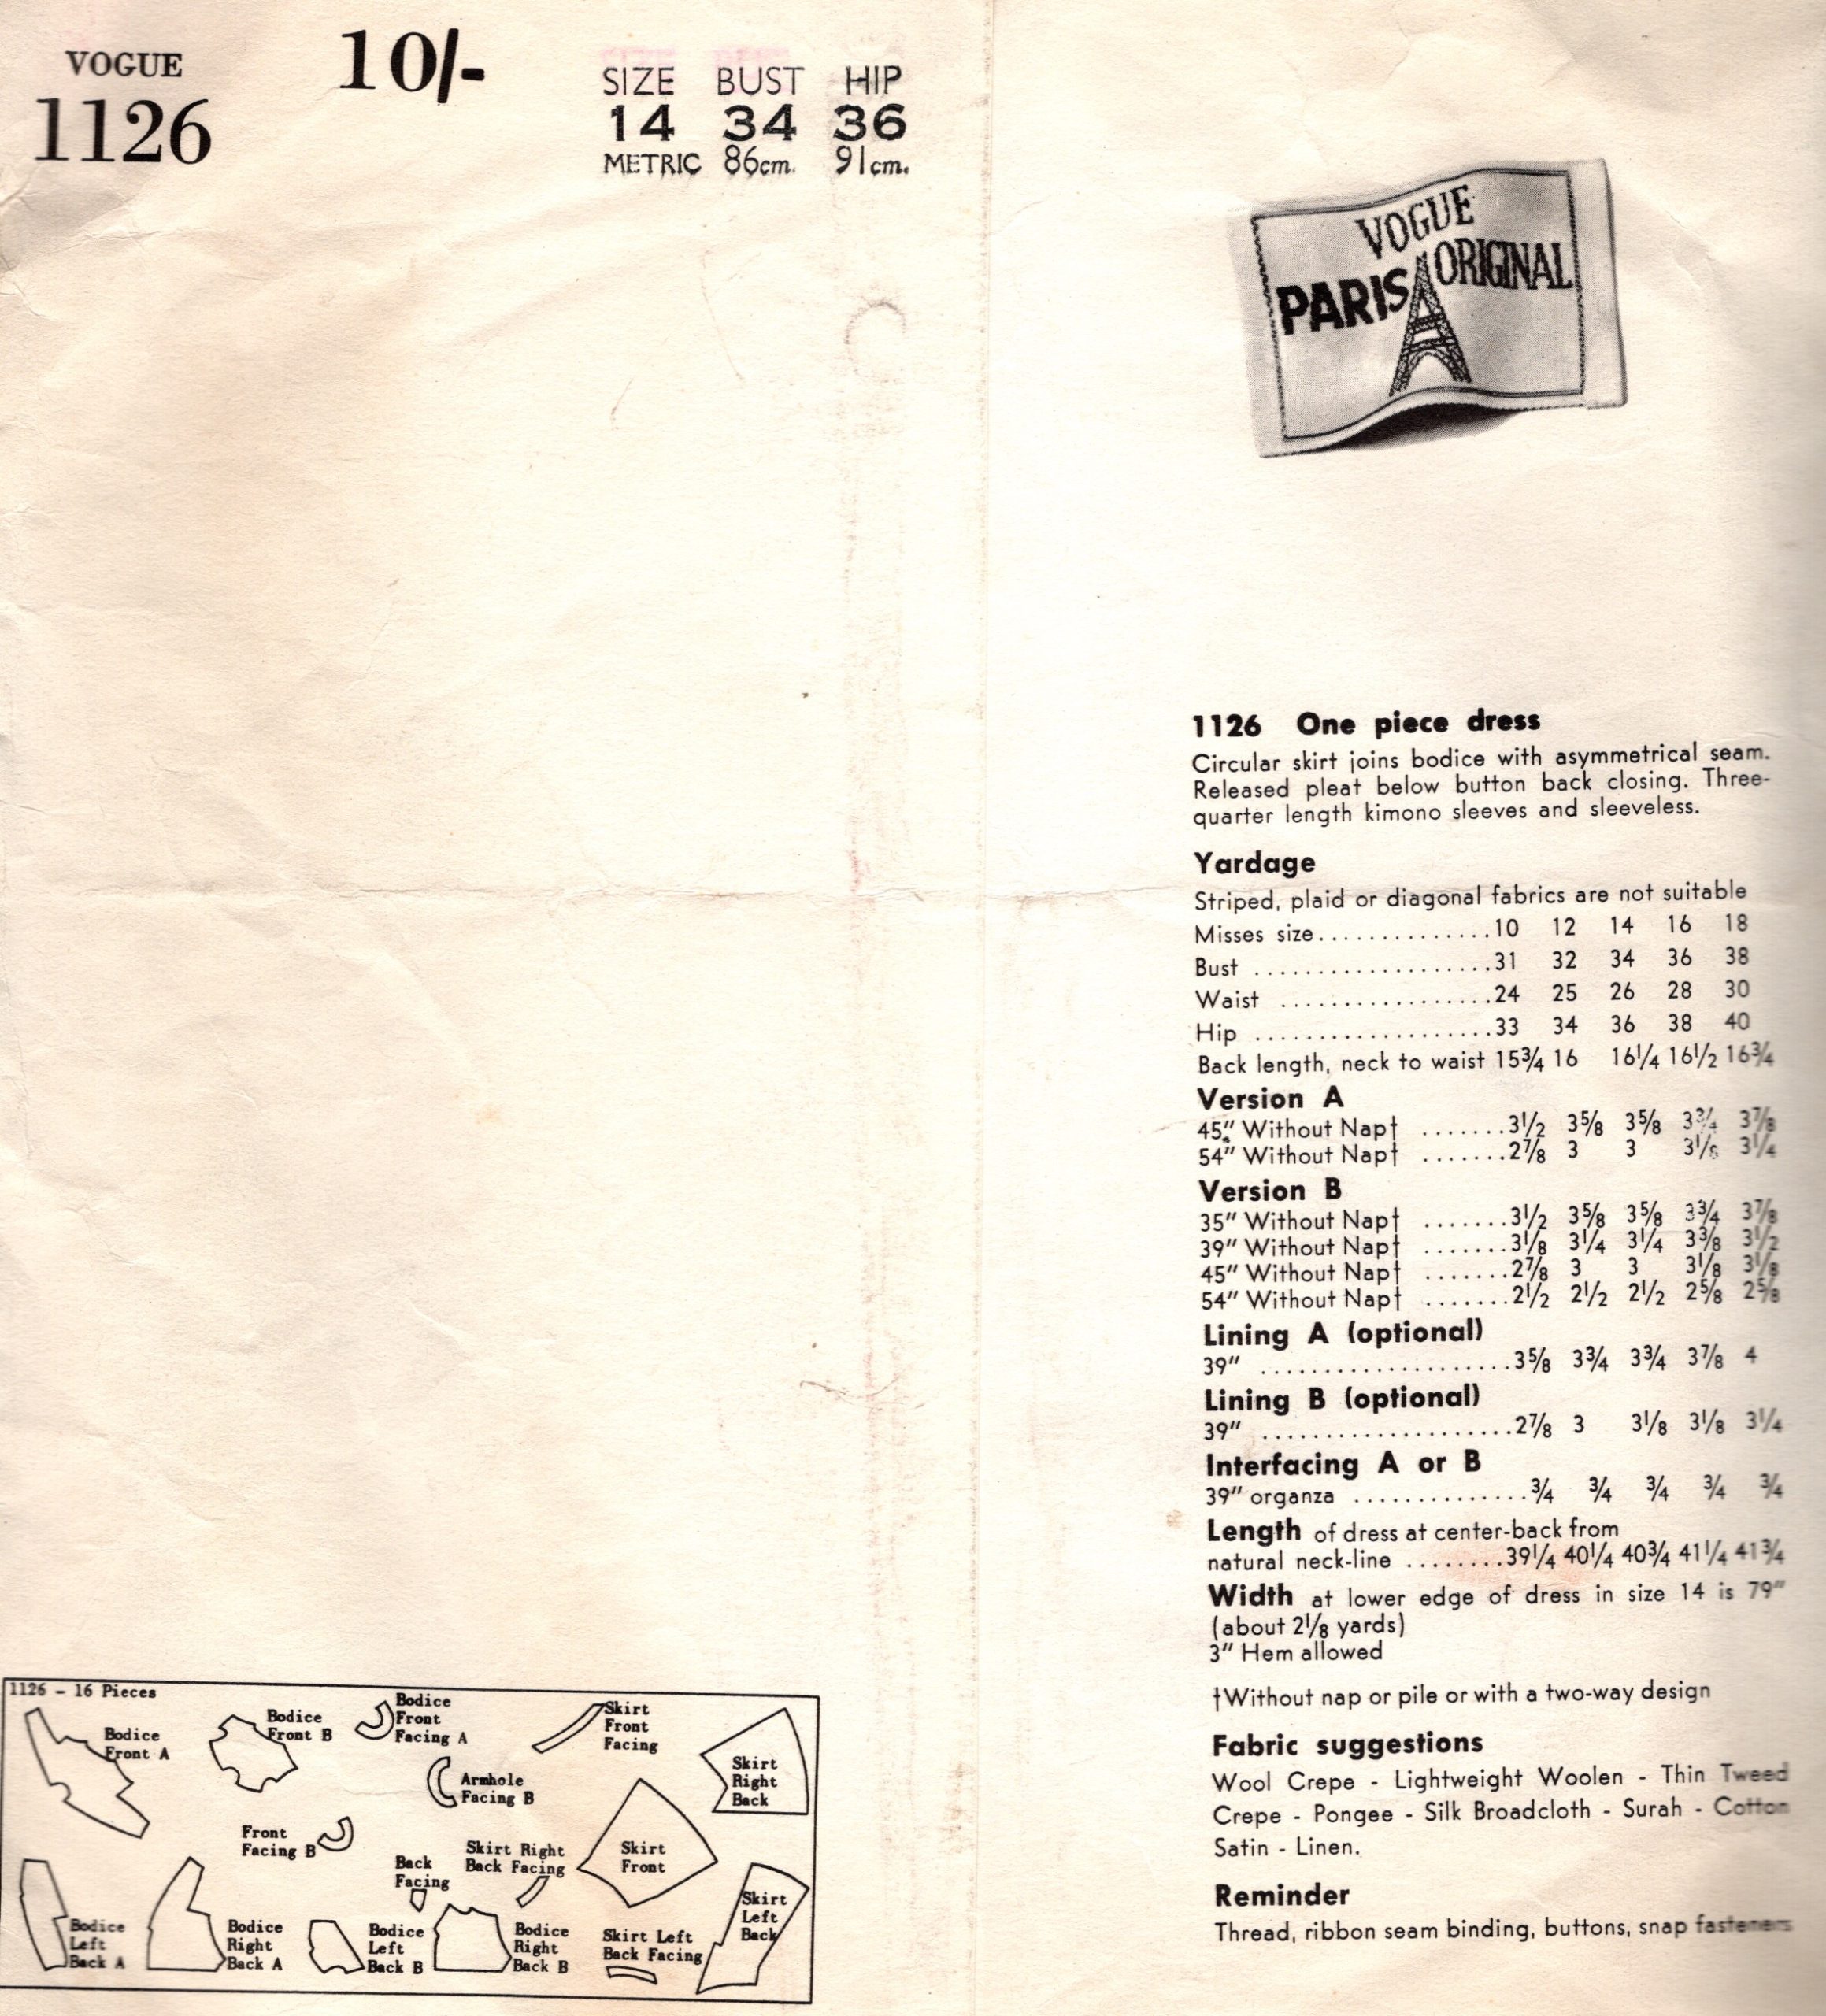 VOGUE
1126
10/-
SIZE BUST HIP
14 34 36
METRIC 86cm. 91cm.
VOGUE
PARIS ORIGINAL
1126 One piece dress
Circular skirt joins bodice with asymmetrical seam.
Released pleat below button back closing. Three-
quarter length kimono sleeves and sleeveless.
Yardage
Striped, plaid or diagonal fabrics are not suitable
Misses size..............10 12 14 16 18
Bust ...................31 32 34 36 38
Waist .................24 25 26 28 30
Hip ...................33 34 36 38 40
Back length, neck to waist 15¾ 16 16¼ 16½ 16¾
Version A
45" Without Nap† .......3½ 3⅝ 3⅝ 3¾ 3⅞
54" Without Nap† .......2⅞ 3 3 3⅛ 3¼
Version B
35" Without Nap† .......3½ 3⅝ 3⅝ 3¾ 3⅞
39" Without Nap† .......3⅛ 3¼ 3¼ 3⅜ 3½
45" Without Nap† .......2⅞ 3 3 3⅛ 3⅛
54" Without Nap† .......2½ 2½ 2½ 2⅝ 2⅝
Lining A (optional)
39" ....................3⅝ 3¾ 3¾ 3⅞ 4
Lining B (optional)
39" ....................2⅞ 3 3⅛ 3⅛ 3¼
Interfacing A or B
39" organza ..............¾ ¾ ¾ ¾ ¾
Length of dress at center-back from
natural neck-line ........39¼ 40¼ 40¾ 41¼ 41¾
Width at lower edge of dress in size 14 is 79"
(about 2⅛ yards)
3" Hem allowed
†Without nap or pile or with a two-way design
Fabric suggestions
Wool Crepe - Lightweight Woolen - Thin Tweed
Crepe - Pongee - Silk Broadcloth - Surah - Cotton
Satin - Linen.
Reminder
Thread, ribbon seam binding, buttons, snap fasteners
1126 - 16 Pieces
Bodice
Front A
Bodice
Front B
Bodice
Front
Facing A
Skirt
Front
Facing
Skirt
Right
Back
Armhole
Facing B
Front
Facing B
Back
Facing
Skirt Right
Back Facing
Skirt
Front
Bodice
Left
Back A
Bodice
Right
Back A
Bodice
Left
Back B
Bodice
Right
Back B
Skirt Left
Back Facing
Skirt
Left
Back